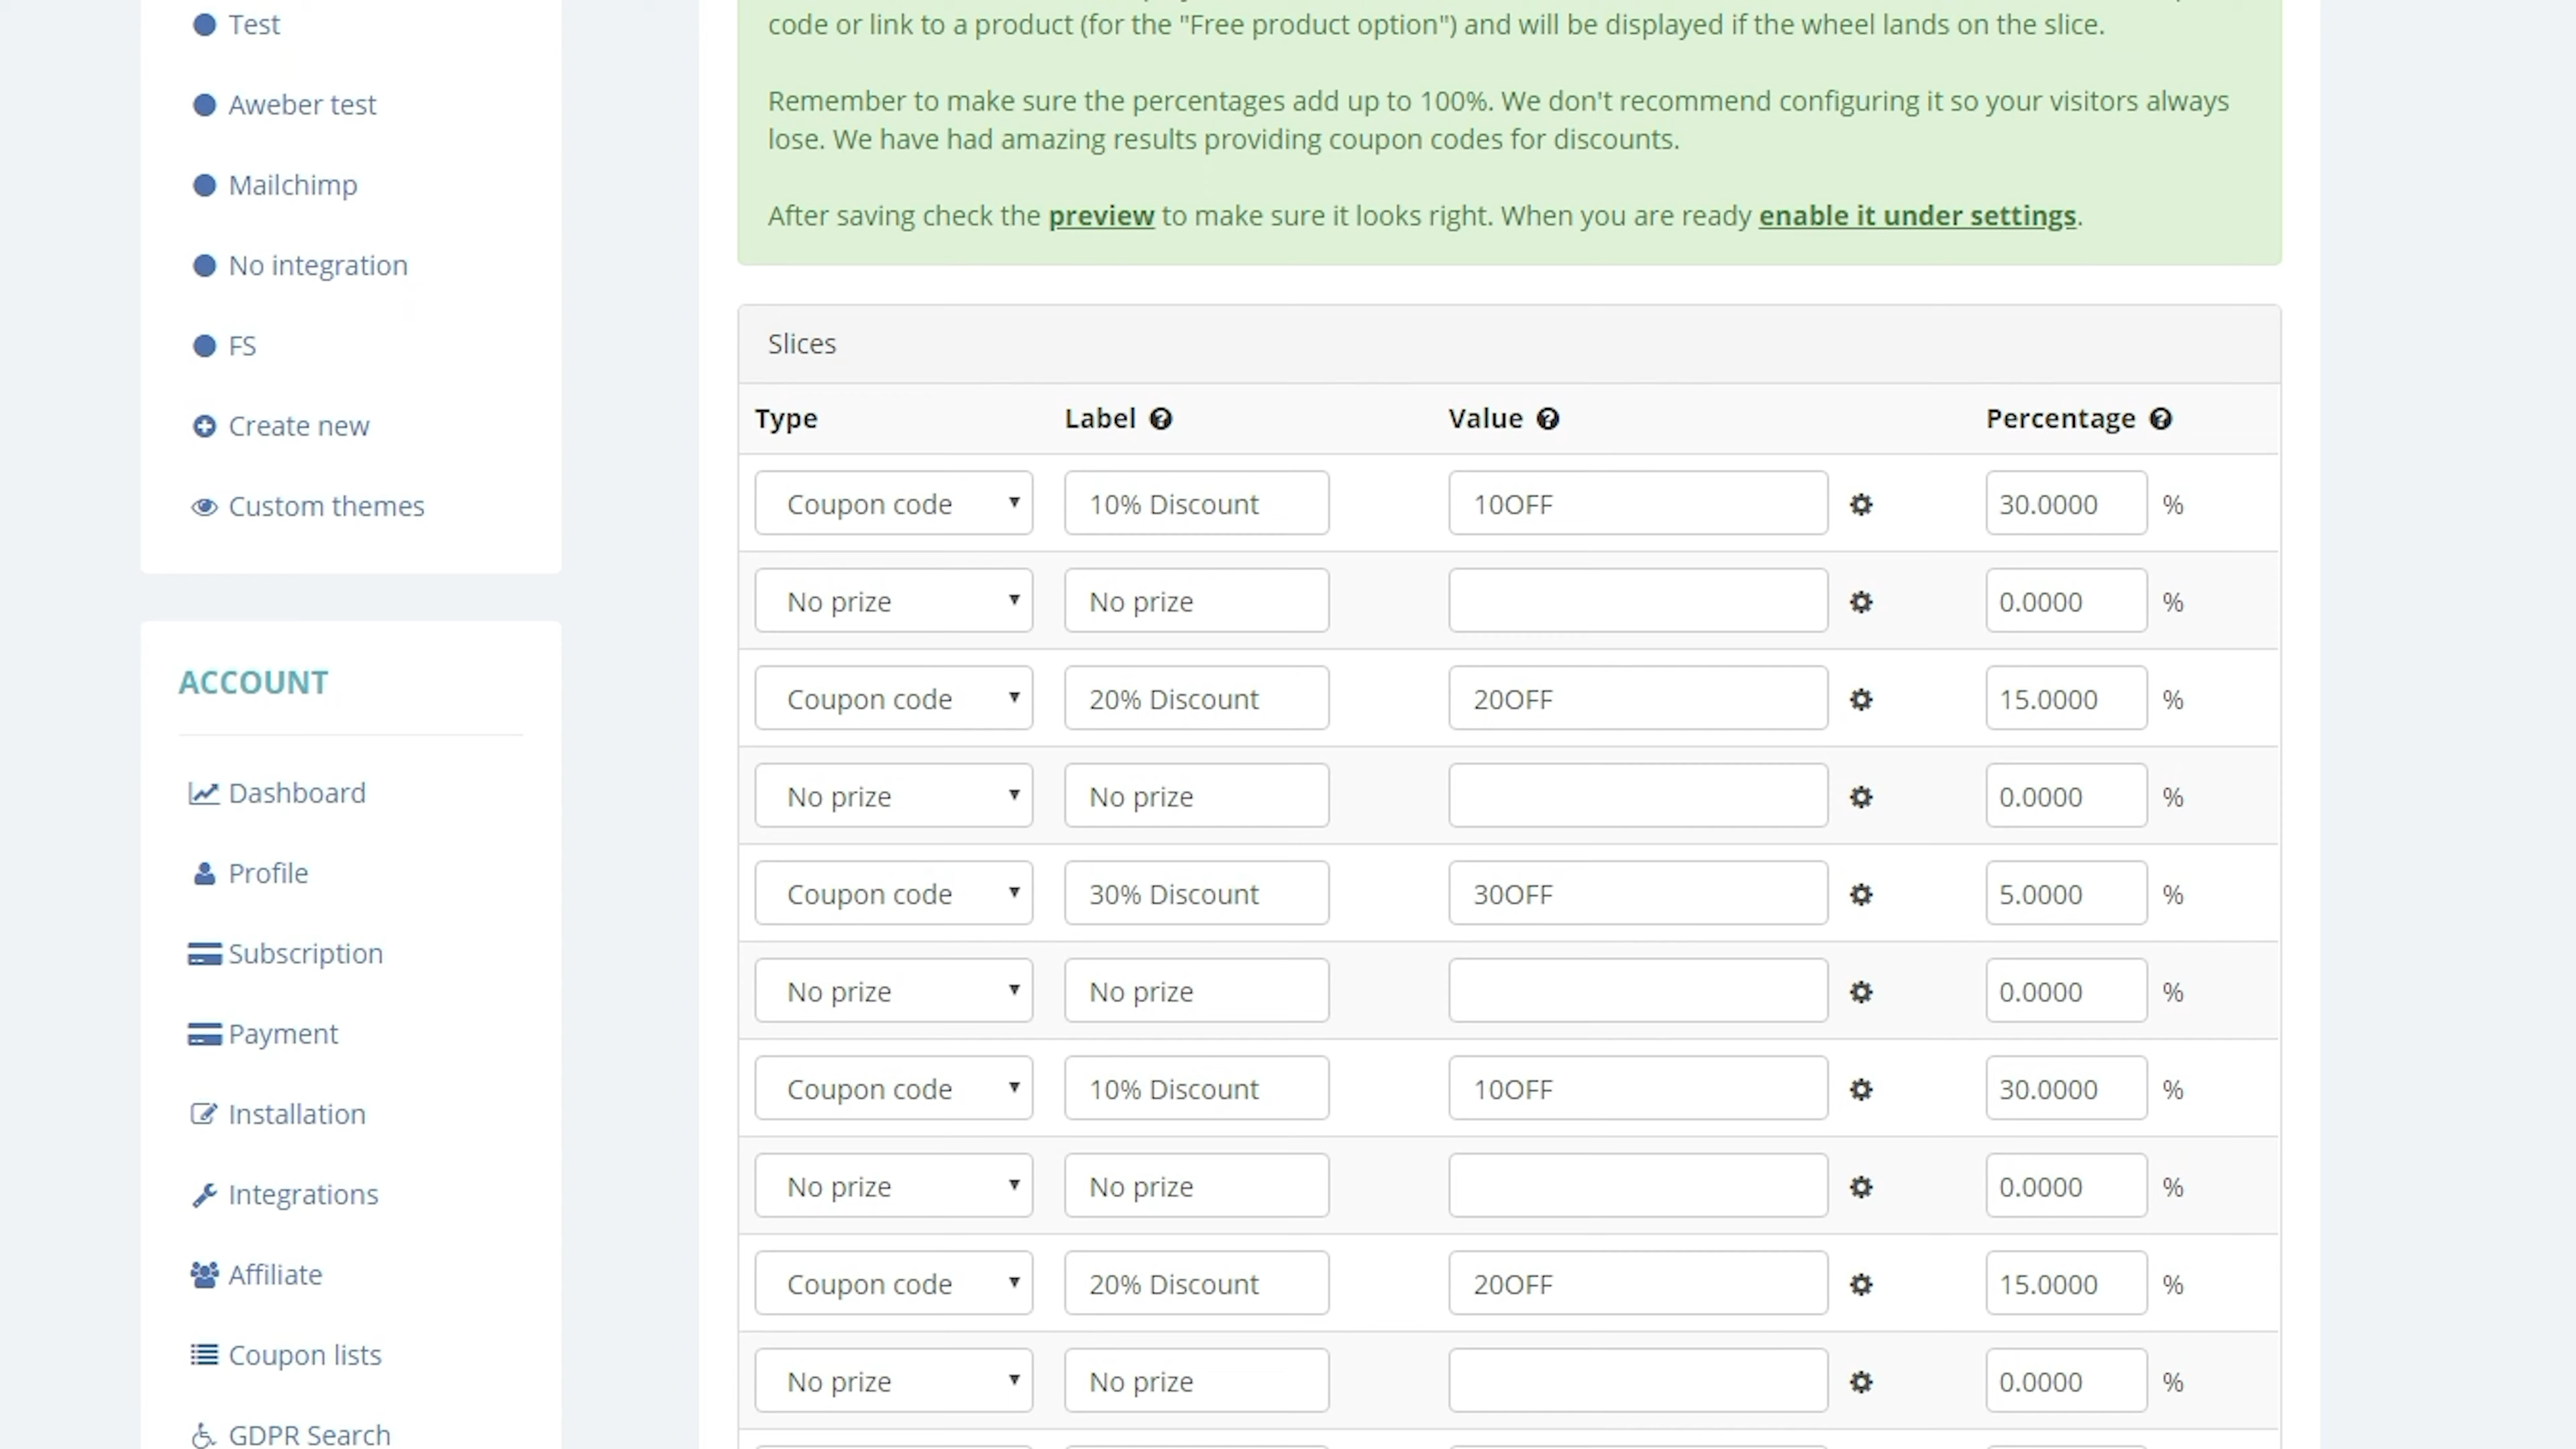 Test
Aweber test
Mailchimp
No integration
FS
Create new
Custom themes
ACCOUNT
Dashboard
Profile
Subscription
Payment
Installation
Integrations
Affiliate
Coupon lists
GDPR Search
code or link to a product (for the "Free product option") and will be displayed if the wheel lands on the slice.
Remember to make sure the percentages add up to 100%. We don't recommend configuring it so your visitors always
lose. We have had amazing results providing coupon codes for discounts.
After saving check the preview to make sure it looks right. When you are ready enable it under settings.
Slices
Type Label Value Percentage
Coupon code 10% Discount 10OFF 30.0000 %
No prize No prize 0.0000 %
Coupon code 20% Discount 20OFF 15.0000 %
No prize No prize 0.0000 %
Coupon code 30% Discount 30OFF 5.0000 %
No prize No prize 0.0000 %
Coupon code 10% Discount 10OFF 30.0000 %
No prize No prize 0.0000 %
Coupon code 20% Discount 20OFF 15.0000 %
No prize No prize 0.0000 %